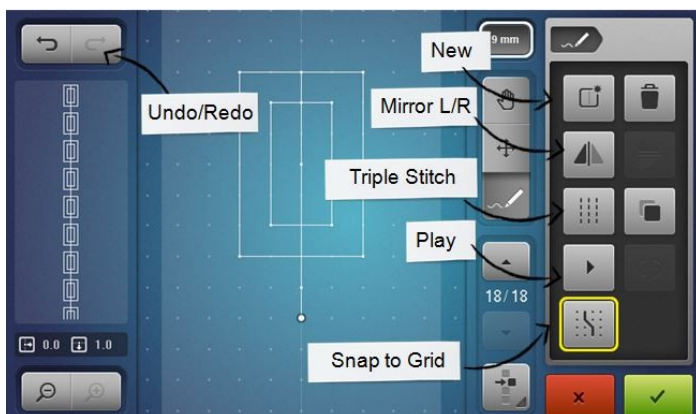 9 mm
New
Undo/Redo
Mirror L/R
Triple Stitch
Play
18/18
0.0 1.0
Snap to Grid